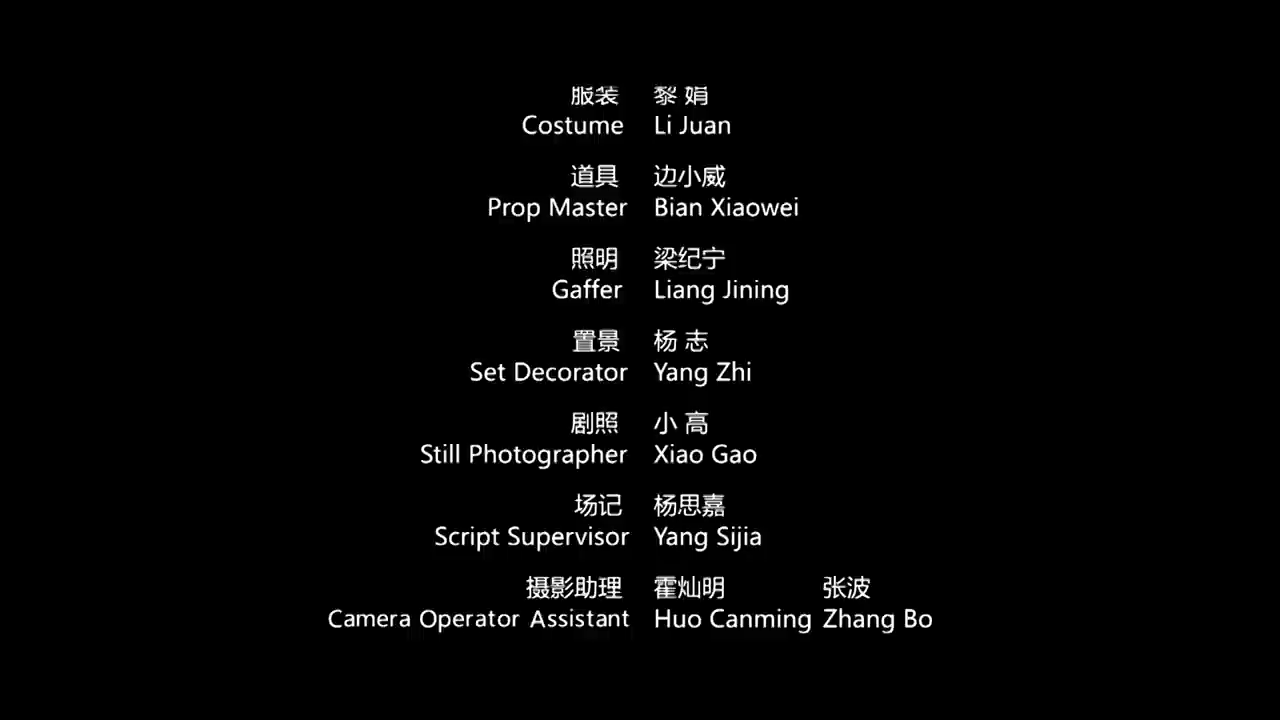 服装 黎 娟
Costume Li Juan
道具 边小威
Prop Master Bian Xiaowei
照明 梁纪宁
Gaffer Liang Jining
置景 杨 志
Set Decorator Yang Zhi
剧照 小 高
Still Photographer Xiao Gao
场记 杨思嘉
Script Supervisor Yang Sijia
摄影助理 霍灿明 张波
Camera Operator Assistant Huo Canming Zhang Bo